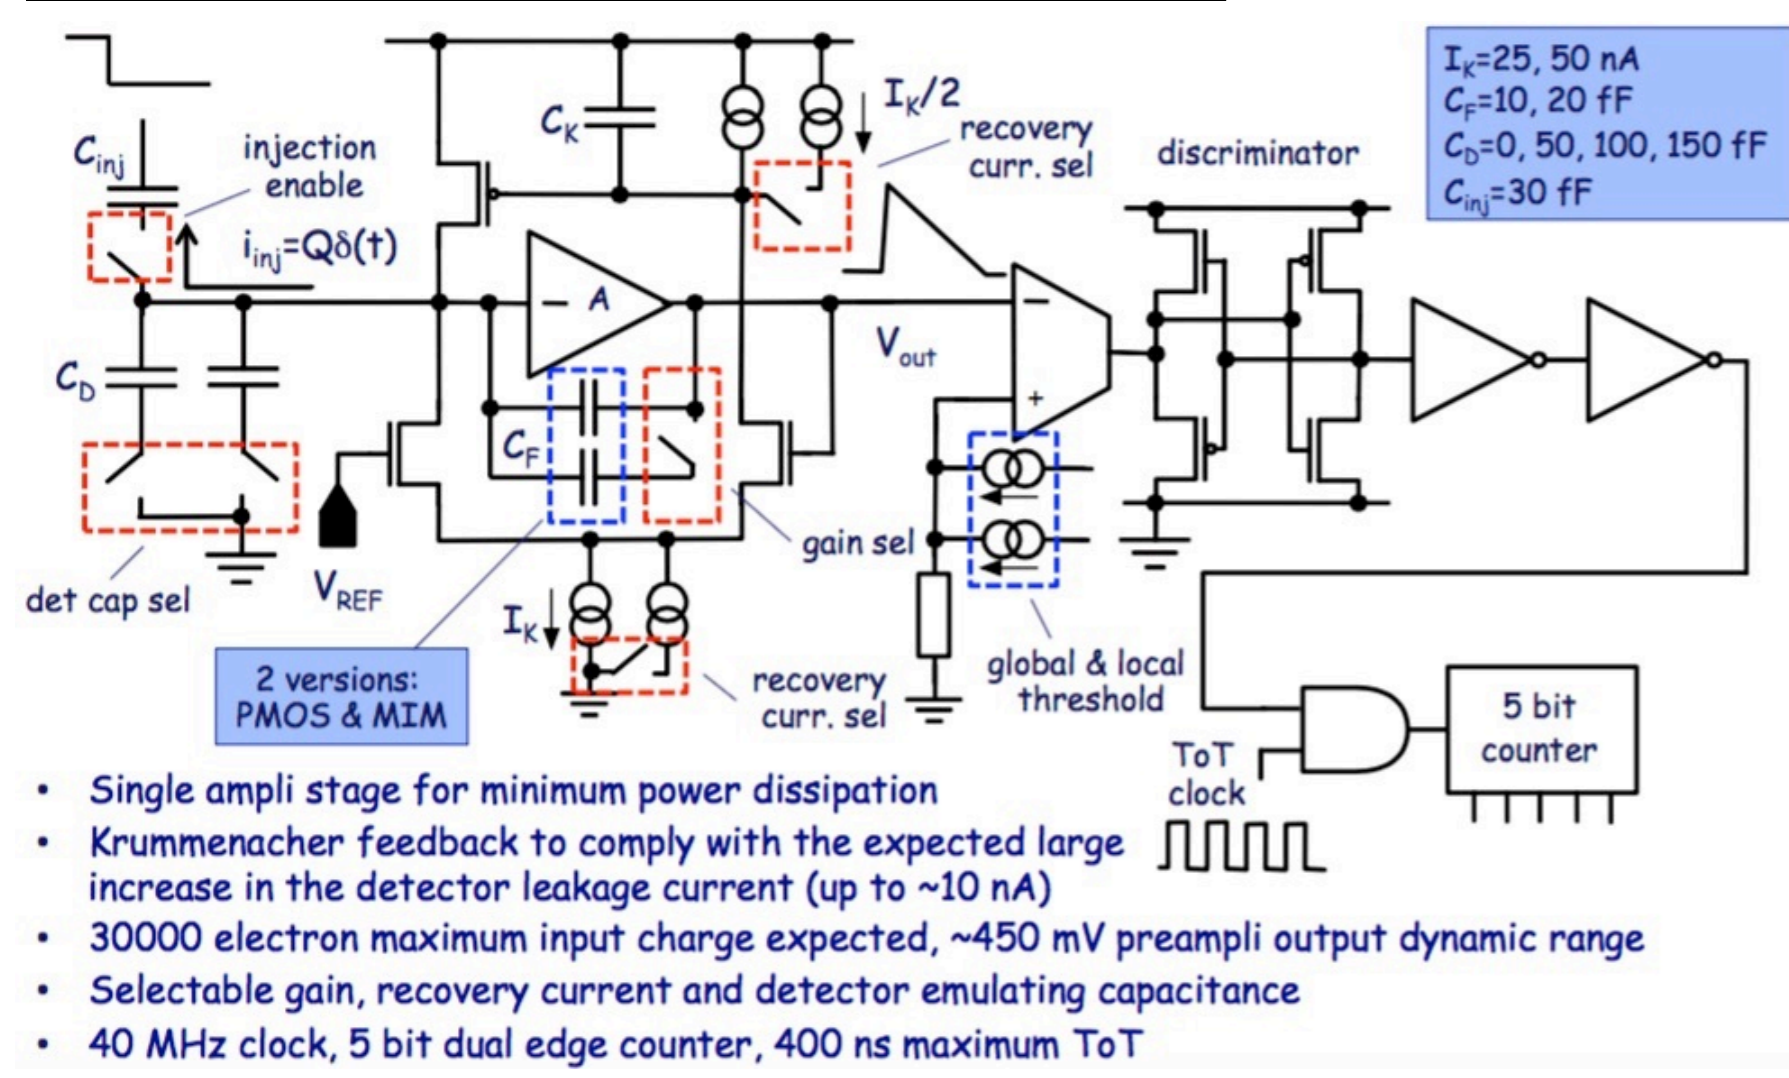 I_K=25, 50 nA
C_F=10, 20 fF
C_D=0, 50, 100, 150 fF
C_inj=30 fF
C_inj
injection
enable
i_inj=Qδ(t)
C_K
I_K/2
recovery
curr. sel
discriminator
− A
C_D
V_out
−
+
C_F
det cap sel
V_REF
gain sel
I_K
2 versions:
PMOS & MIM
recovery
curr. sel
global & local
threshold
ToT
clock
5 bit
counter
• Single ampli stage for minimum power dissipation
• Krummenacher feedback to comply with the expected large
increase in the detector leakage current (up to ~10 nA)
• 30000 electron maximum input charge expected, ~450 mV preampli output dynamic range
• Selectable gain, recovery current and detector emulating capacitance
• 40 MHz clock, 5 bit dual edge counter, 400 ns maximum ToT